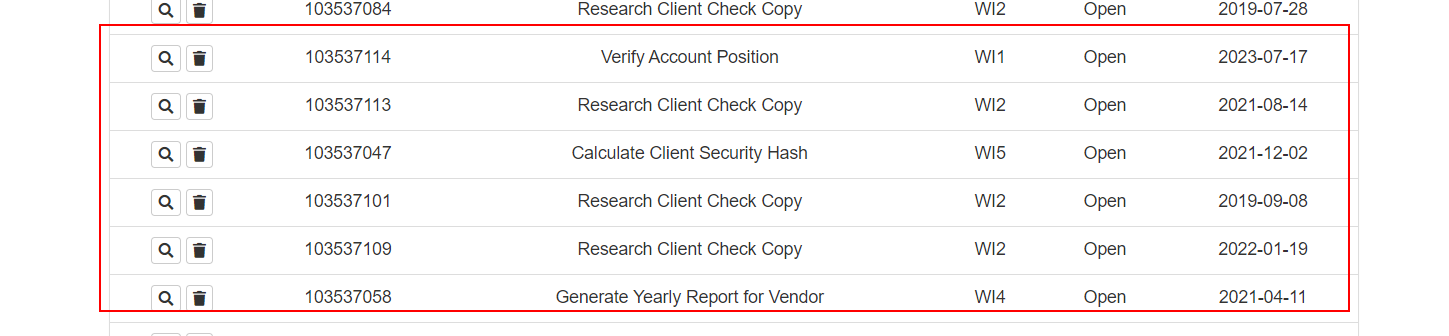 103537084 Research Client Check Copy WI2 Open 2019-07-28
103537114 Verify Account Position WI1 Open 2023-07-17
103537113 Research Client Check Copy WI2 Open 2021-08-14
103537047 Calculate Client Security Hash WI5 Open 2021-12-02
103537101 Research Client Check Copy WI2 Open 2019-09-08
103537109 Research Client Check Copy WI2 Open 2022-01-19
103537058 Generate Yearly Report for Vendor WI4 Open 2021-04-11